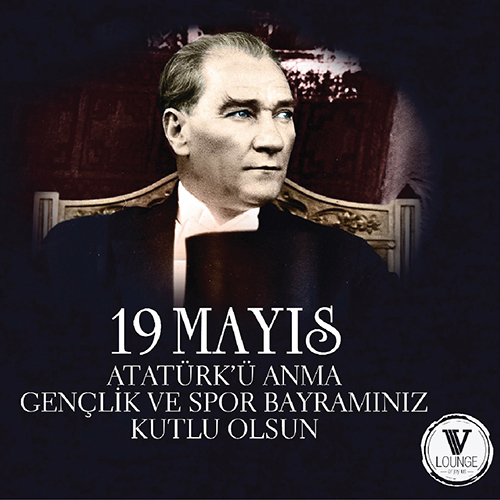 19 MAYIS
ATATÜRK'Ü ANMA
GENÇLİK VE SPOR BAYRAMINIZ
KUTLU OLSUN
W
LOUNGE